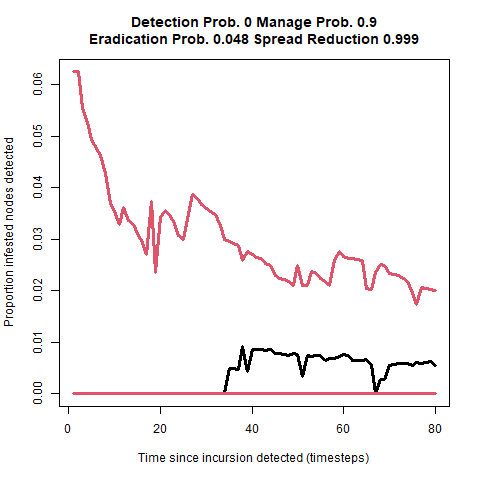 Detection Prob. 0 Manage Prob. 0.9
Eradication Prob. 0.048 Spread Reduction 0.999
Proportion infested nodes detected
0.06
0.05
0.04
0.03
0.02
0.01
0.00
0 20 40 60 80
Time since incursion detected (timesteps)